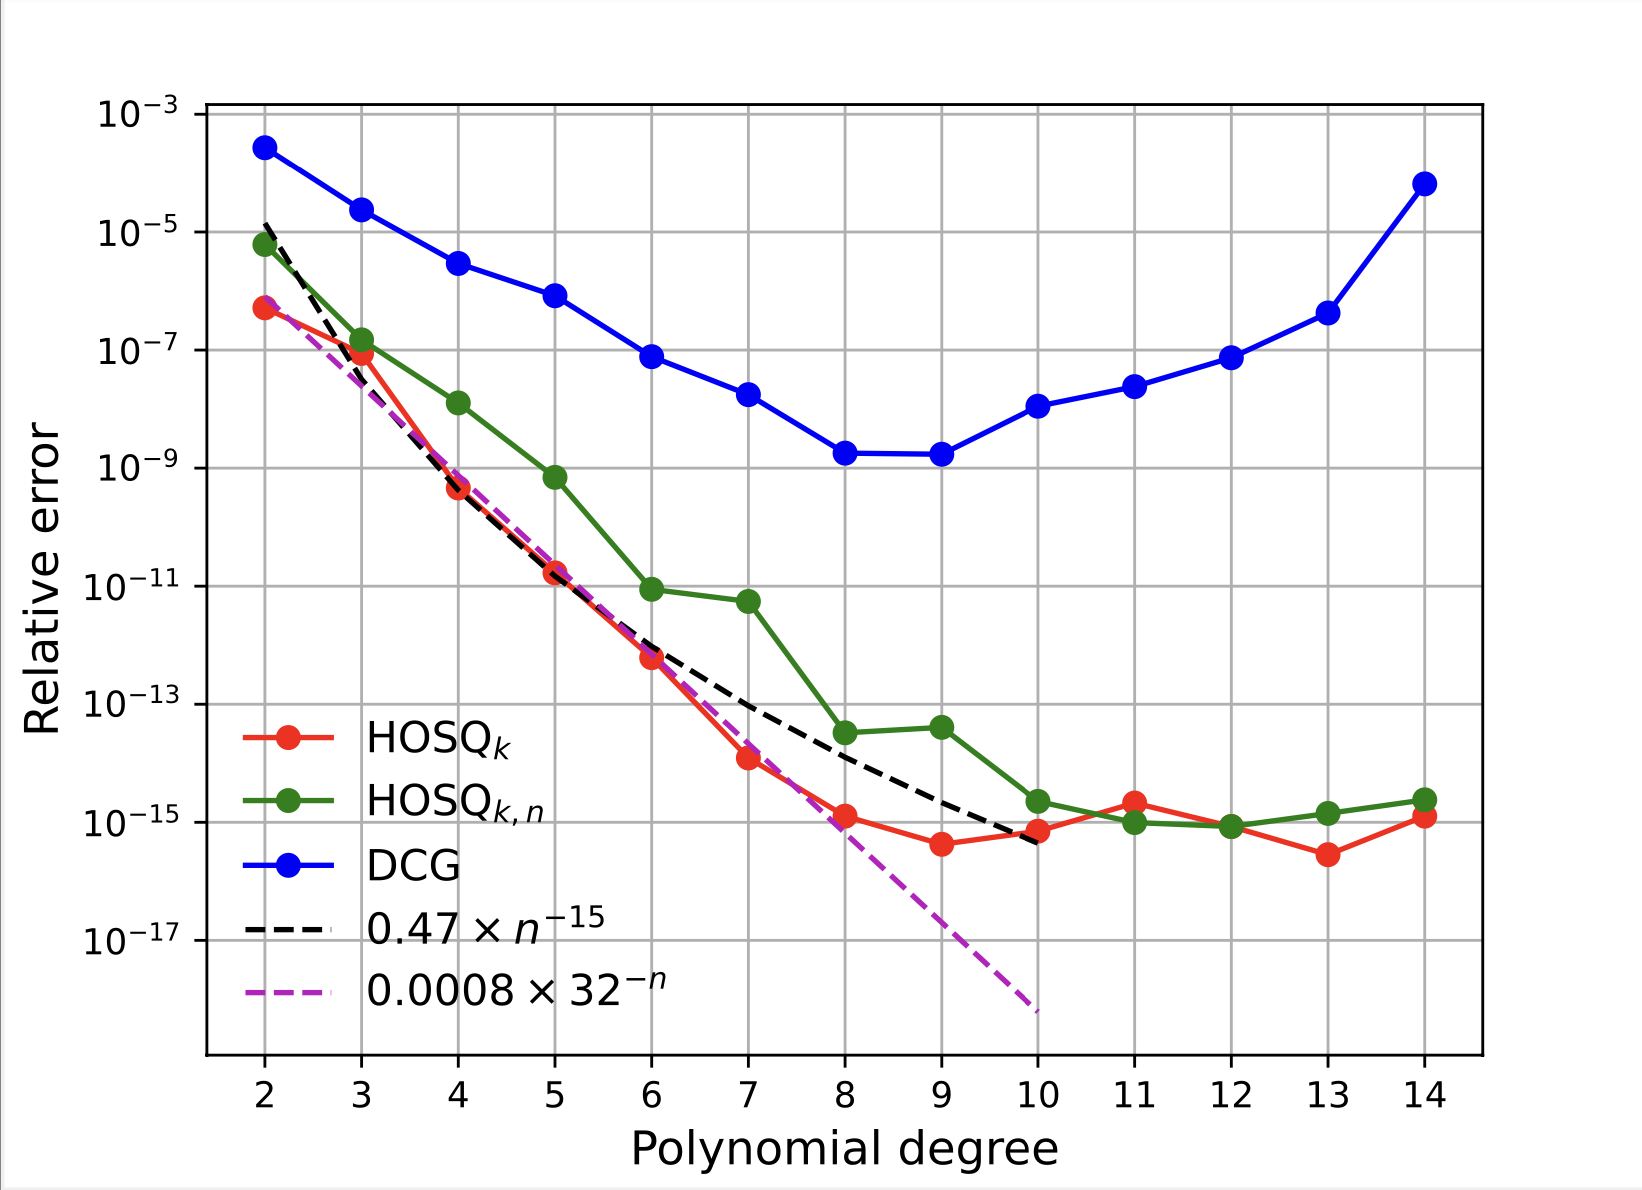 10⁻³
10⁻⁵
10⁻⁷
10⁻⁹
10⁻¹¹
10⁻¹³
10⁻¹⁵
10⁻¹⁷
Relative error
HOSQₖ
HOSQₖ,ₙ
DCG
0.47 × n⁻¹⁵
0.0008 × 32⁻ⁿ
2 3 4 5 6 7 8 9 10 11 12 13 14
Polynomial degree